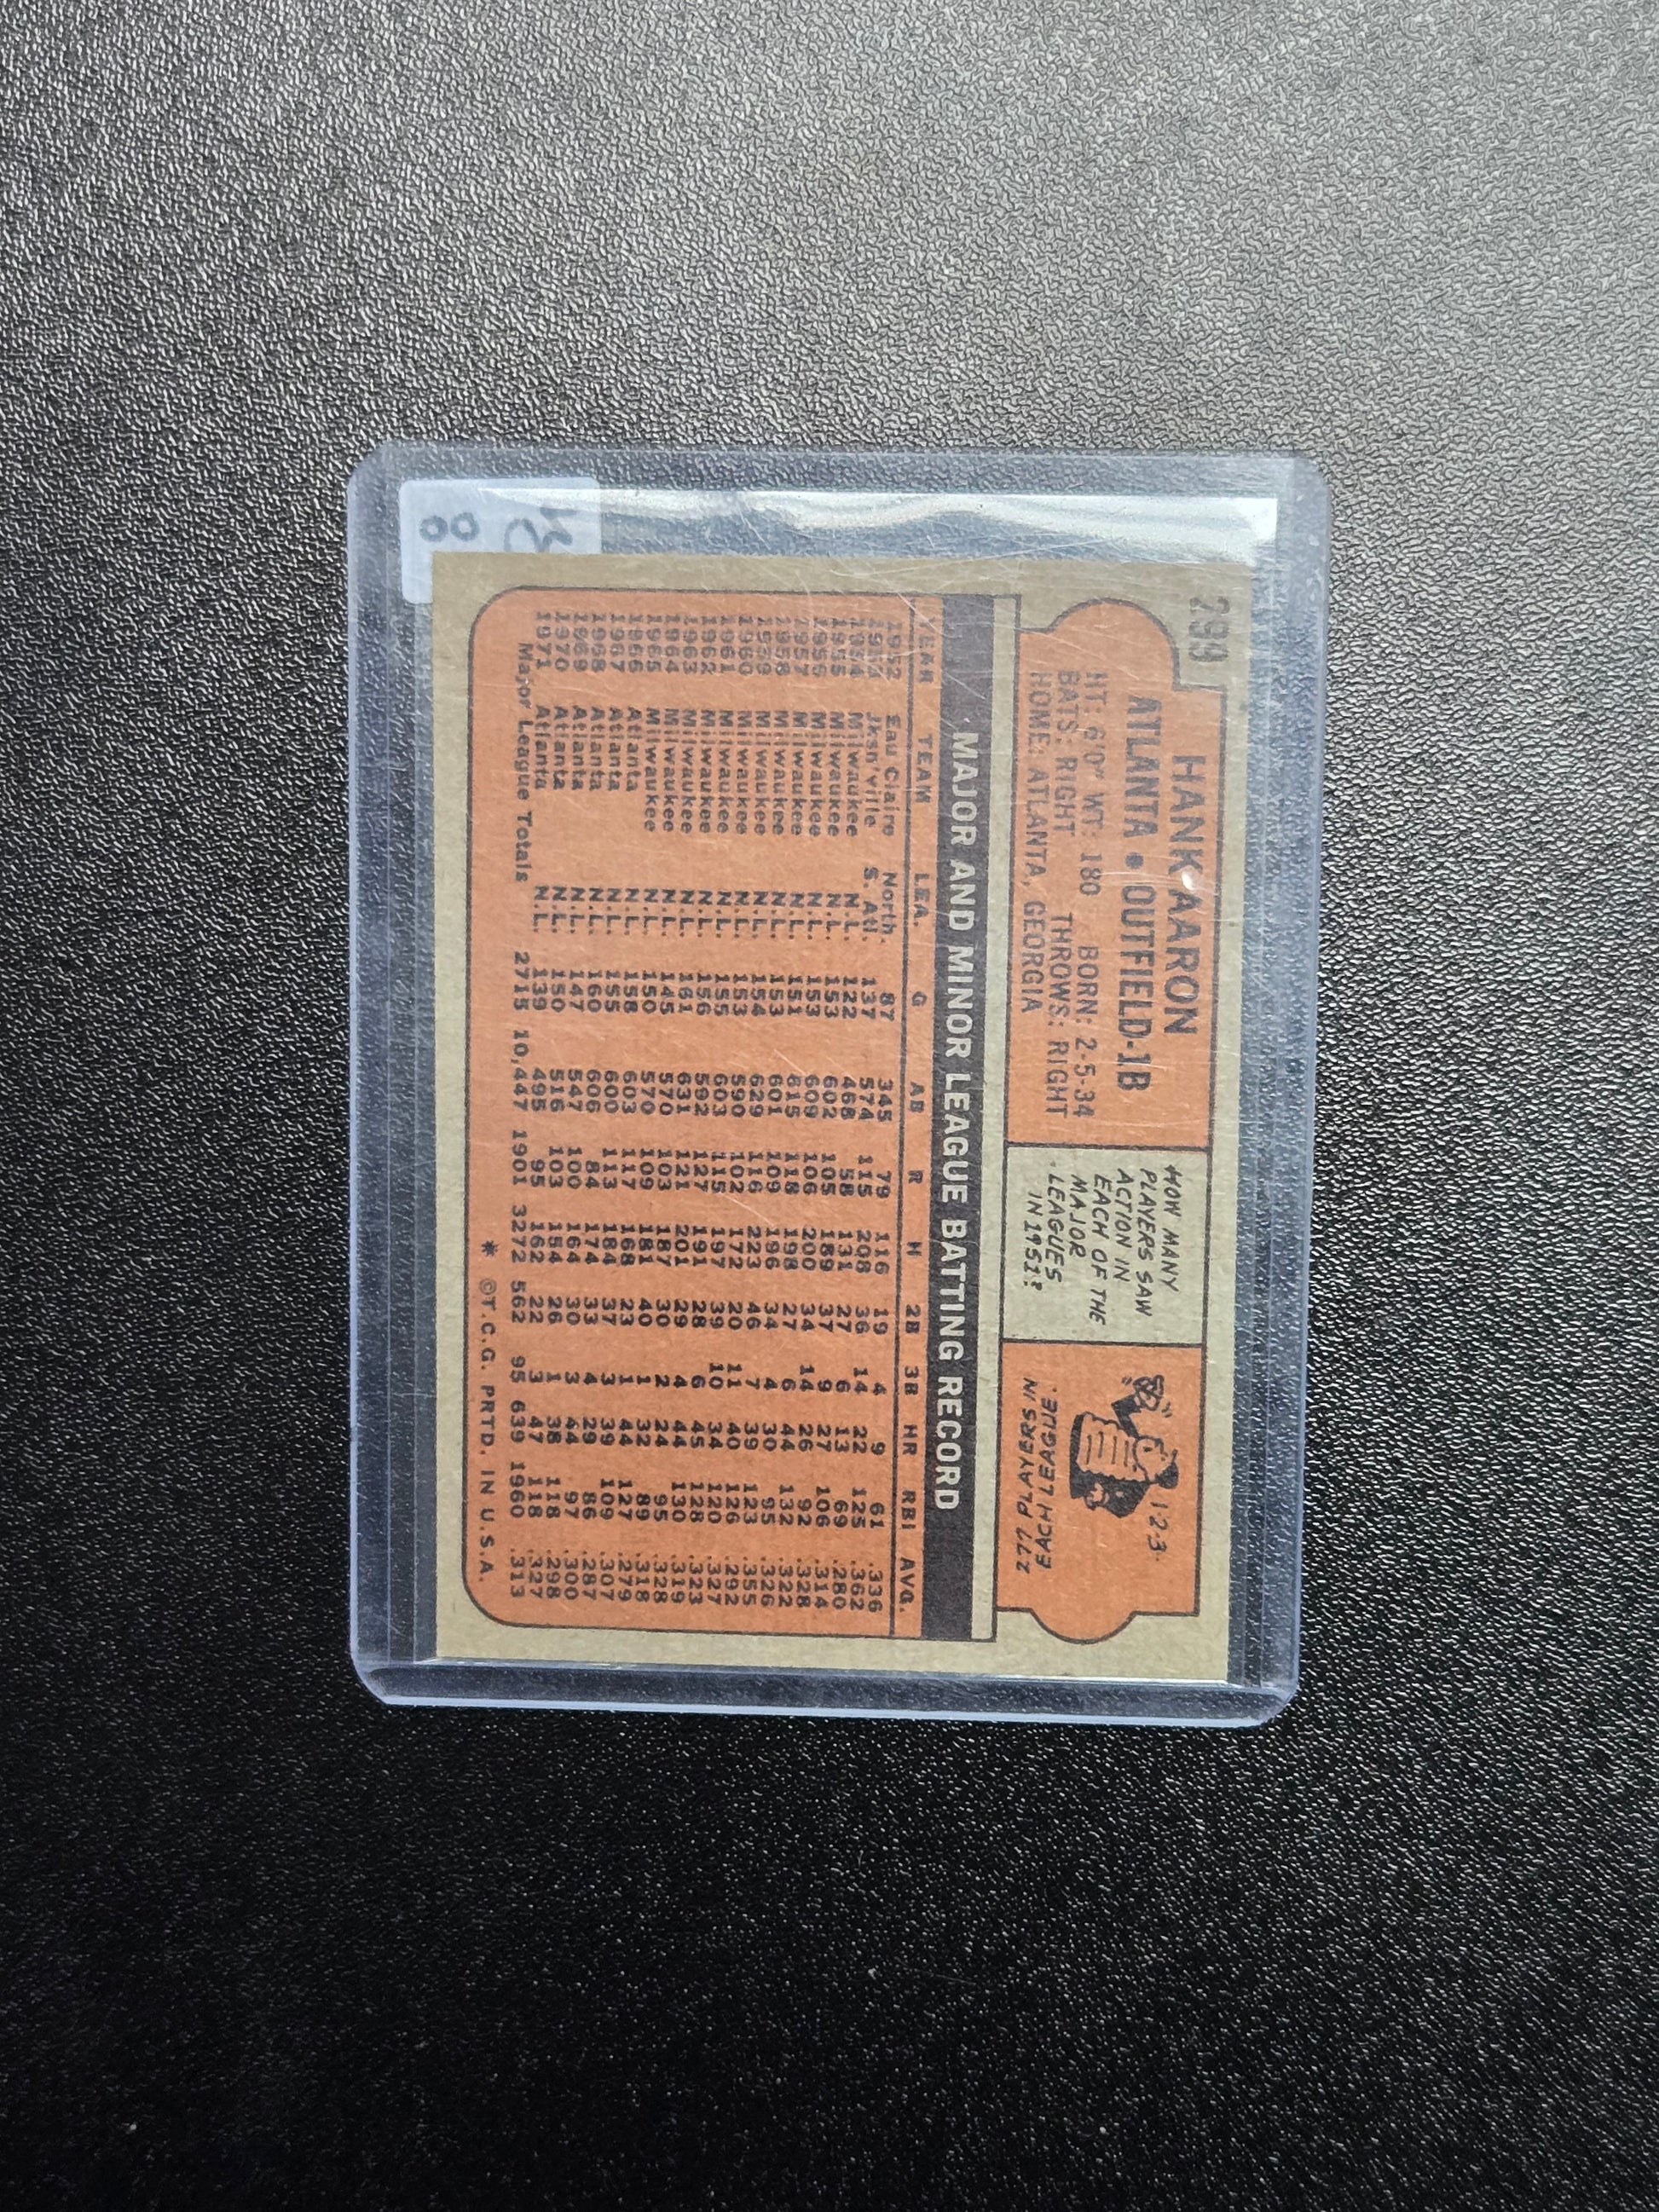 299
HANK AARON
ATLANTA • OUTFIELD-1B
HT: 6'0" WT: 180 BORN: 2-5-34
BATS: RIGHT THROWS: RIGHT
HOME: ATLANTA, GEORGIA
HOW MANY
PLAYERS SAW
ACTION IN
EACH OF THE
MAJOR
LEAGUES
IN 1951?
1-2-3-
277 PLAYERS IN
EACH LEAGUE.
MAJOR AND MINOR LEAGUE BATTING RECORD
YEAR TEAM LEA. G AB R H 2B 3B HR RBI AVG.
1952 Eau Claire North. 87 345 79 116 19 4 9 61 .336
1953 Jksn'ville S. Atl. 137 574 115 208 36 14 22 125 .362
1954 Milwaukee N.L. 122 468 58 131 27 6 13 69 .280
1955 Milwaukee N.L. 153 602 105 189 37 9 27 106 .314
1956 Milwaukee N.L. 153 609 106 200 34 14 26 92 .328
1957 Milwaukee N.L. 151 615 118 198 27 6 44 132 .322
1958 Milwaukee N.L. 153 601 109 196 34 4 30 95 .326
1959 Milwaukee N.L. 154 629 116 223 46 7 39 123 .355
1960 Milwaukee N.L. 153 590 102 172 20 11 40 126 .292
1961 Milwaukee N.L. 155 603 115 197 39 10 34 120 .327
1962 Milwaukee N.L. 156 592 127 191 28 6 45 128 .323
1963 Milwaukee N.L. 161 631 121 201 29 4 44 130 .319
1964 Milwaukee N.L. 145 570 103 187 30 2 24 95 .328
1965 Milwaukee N.L. 150 570 109 181 40 1 32 89 .318
1966 Atlanta N.L. 158 603 117 168 23 1 44 127 .279
1967 Atlanta N.L. 155 600 113 184 37 3 39 109 .307
1968 Atlanta N.L. 160 606 84 174 33 4 29 86 .287
1969 Atlanta N.L. 147 547 100 164 30 3 44 97 .300
1970 Atlanta N.L. 150 516 103 154 26 1 38 118 .298
1971 Atlanta N.L. 139 495 95 162 22 3 47 118 .327
Major League Totals 2715 10,447 1901 3272 562 95 639 1960 .313
* ©T.C.G. PRTD. IN U.S.A.